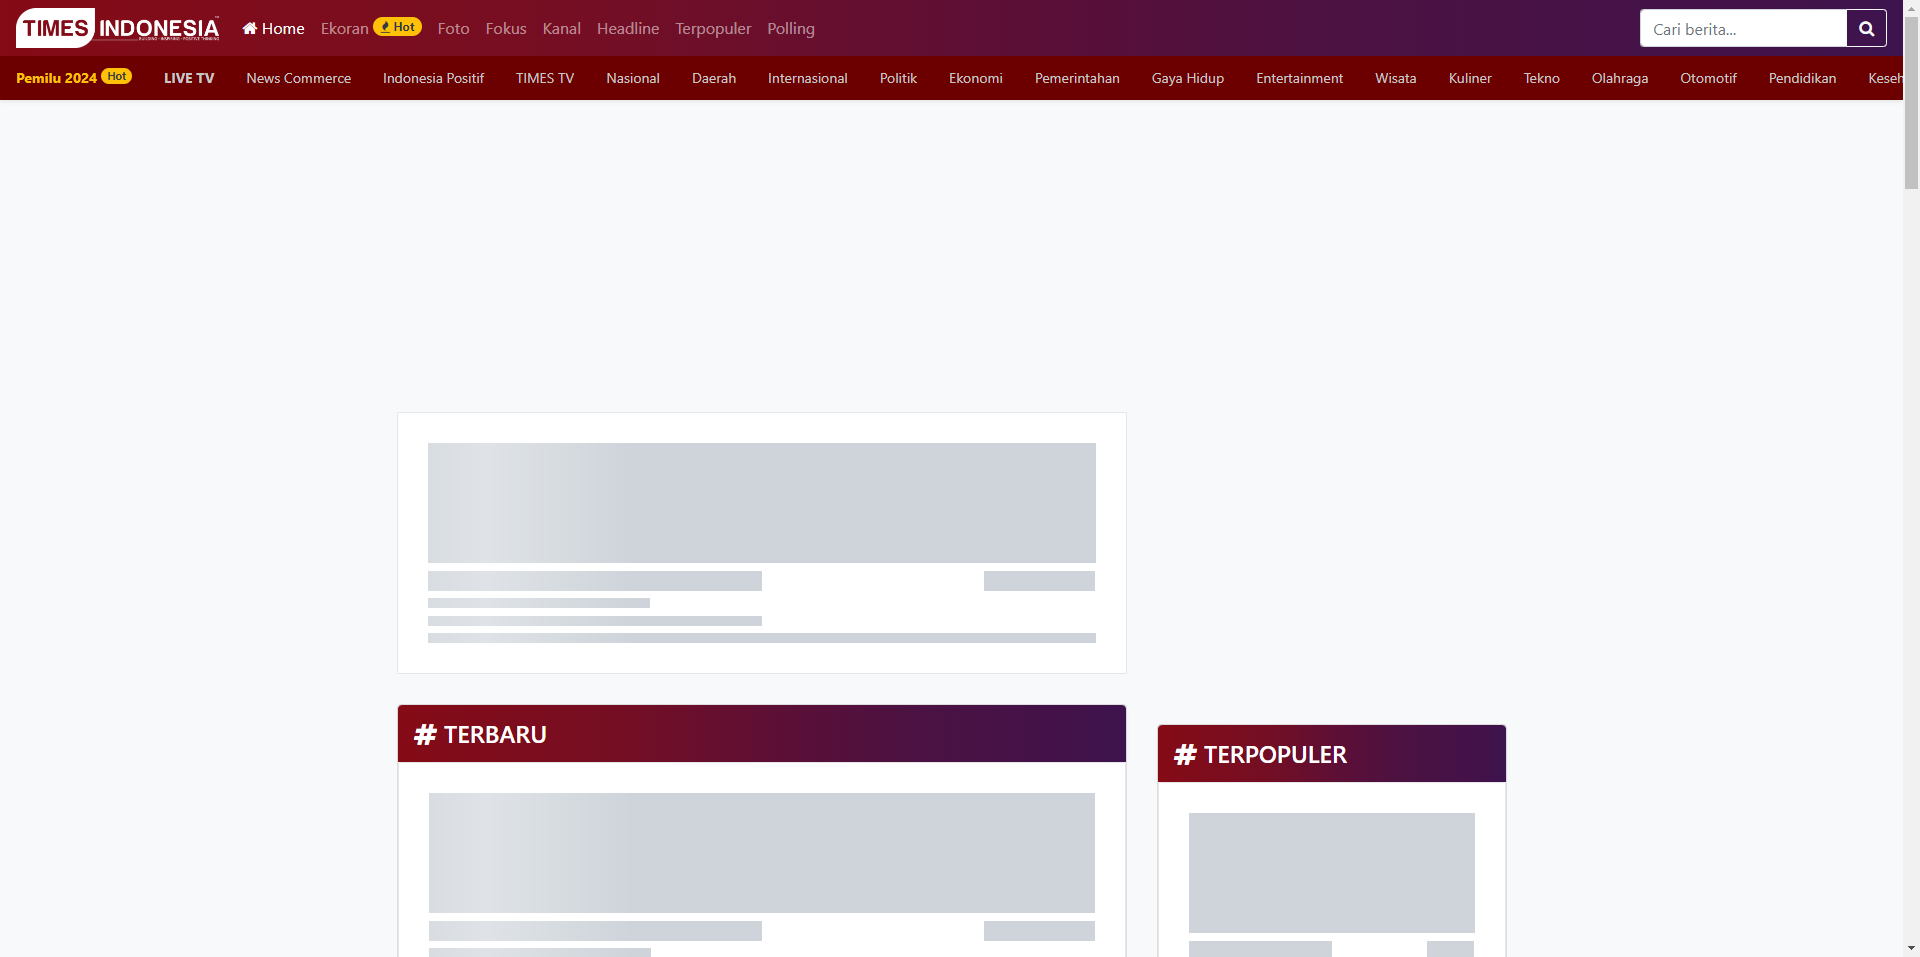 TIMES INDONESIA
Home
Ekoran Hot
Foto
Fokus
Kanal
Headline
Terpopuler
Polling
Cari berita...
Pemilu 2024 Hot
LIVE TV
News Commerce
Indonesia Positif
TIMES TV
Nasional
Daerah
Internasional
Politik
Ekonomi
Pemerintahan
Gaya Hidup
Entertainment
Wisata
Kuliner
Tekno
Olahraga
Otomotif
Pendidikan
Keseh
# TERBARU
# TERPOPULER